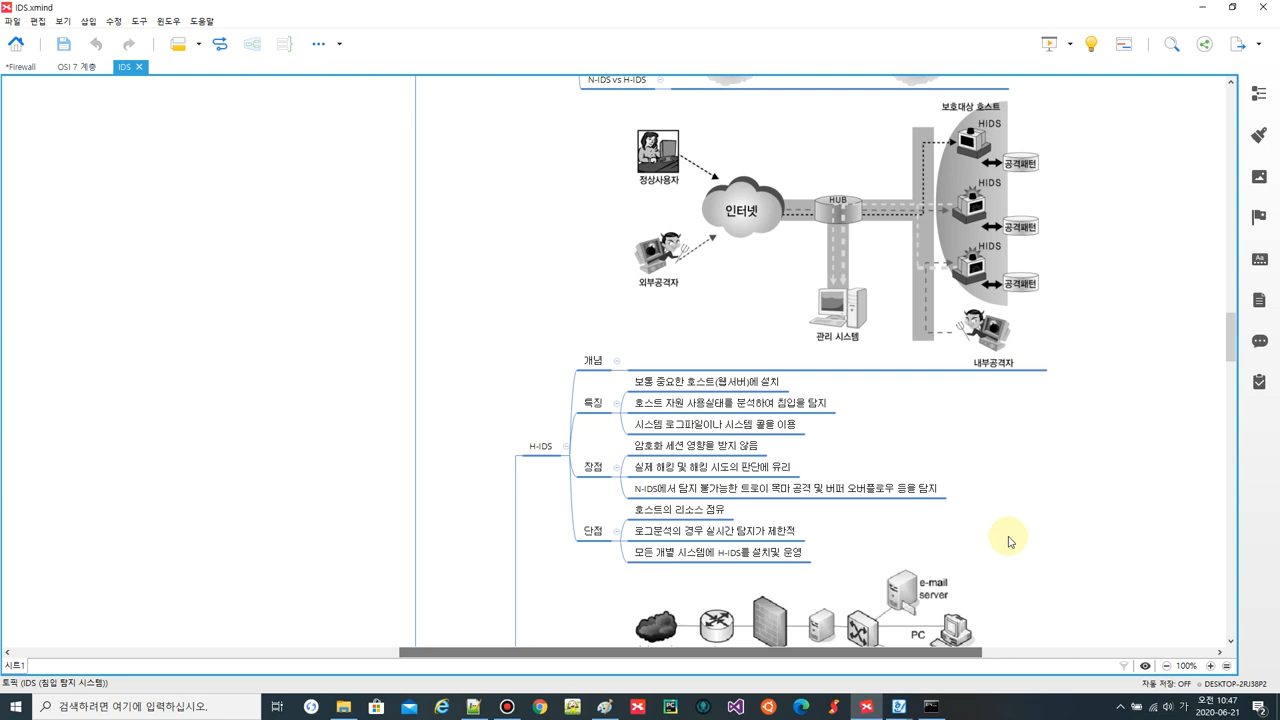 IDS.xmind
파일 편집 보기 삽입 수정 도구 윈도우 도움말
*Firewall OSI 7 계층 IDS
N-IDS vs H-IDS
보호대상 호스트
HIDS
공격패턴
정상사용자
HIDS
인터넷
HUB
공격패턴
HIDS
외부공격자
공격패턴
관리 시스템
내부공격자
개념
보통 중요한 호스트(웹서버)에 설치
특징
호스트 자원 사용실태를 분석하여 침입을 탐지
시스템 로그파일이나 시스템 콜을 이용
H-IDS
암호화 세션 영향을 받지 않음
장점
실제 해킹 및 해킹 시도의 판단에 유리
N-IDS에서 탐지 불가능한 트로이 목마 공격 및 버퍼 오버플로우 등을 탐지
호스트의 리소스 점유
단점
로그분석의 경우 실시간 탐지가 제한적
모든 개별 시스템에 H-IDS를 설치및 운영
e-mail
server
PC
시트1
100%
토픽 (IDS (침입 탐지 시스템))
자동 저장: OFF DESKTOP-2RJ38P2
검색하려면 여기에 입력하십시오.
가
오전 10:47
2020-06-21